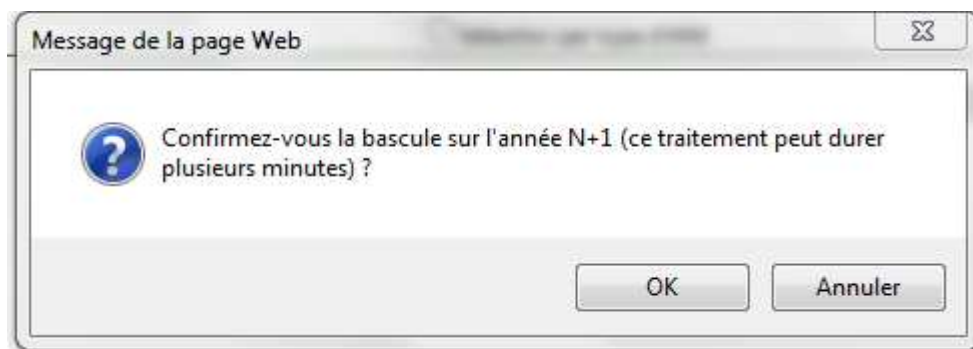 Message de la page Web
Confirmez-vous la bascule sur l'année N+1 (ce traitement peut durer
plusieurs minutes) ?
OK
Annuler